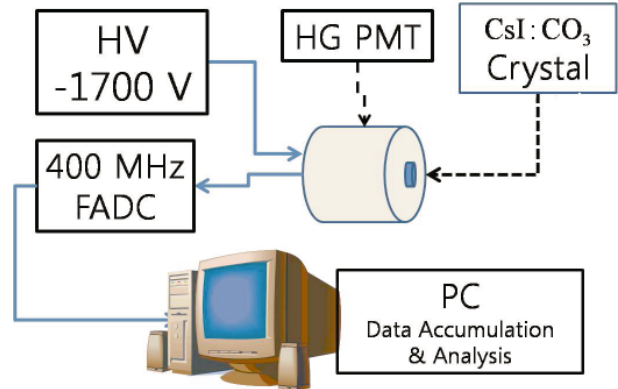 HV
-1700 V
HG PMT
CsI:CO₃
Crystal
400 MHz
FADC
PC
Data Accumulation
& Analysis